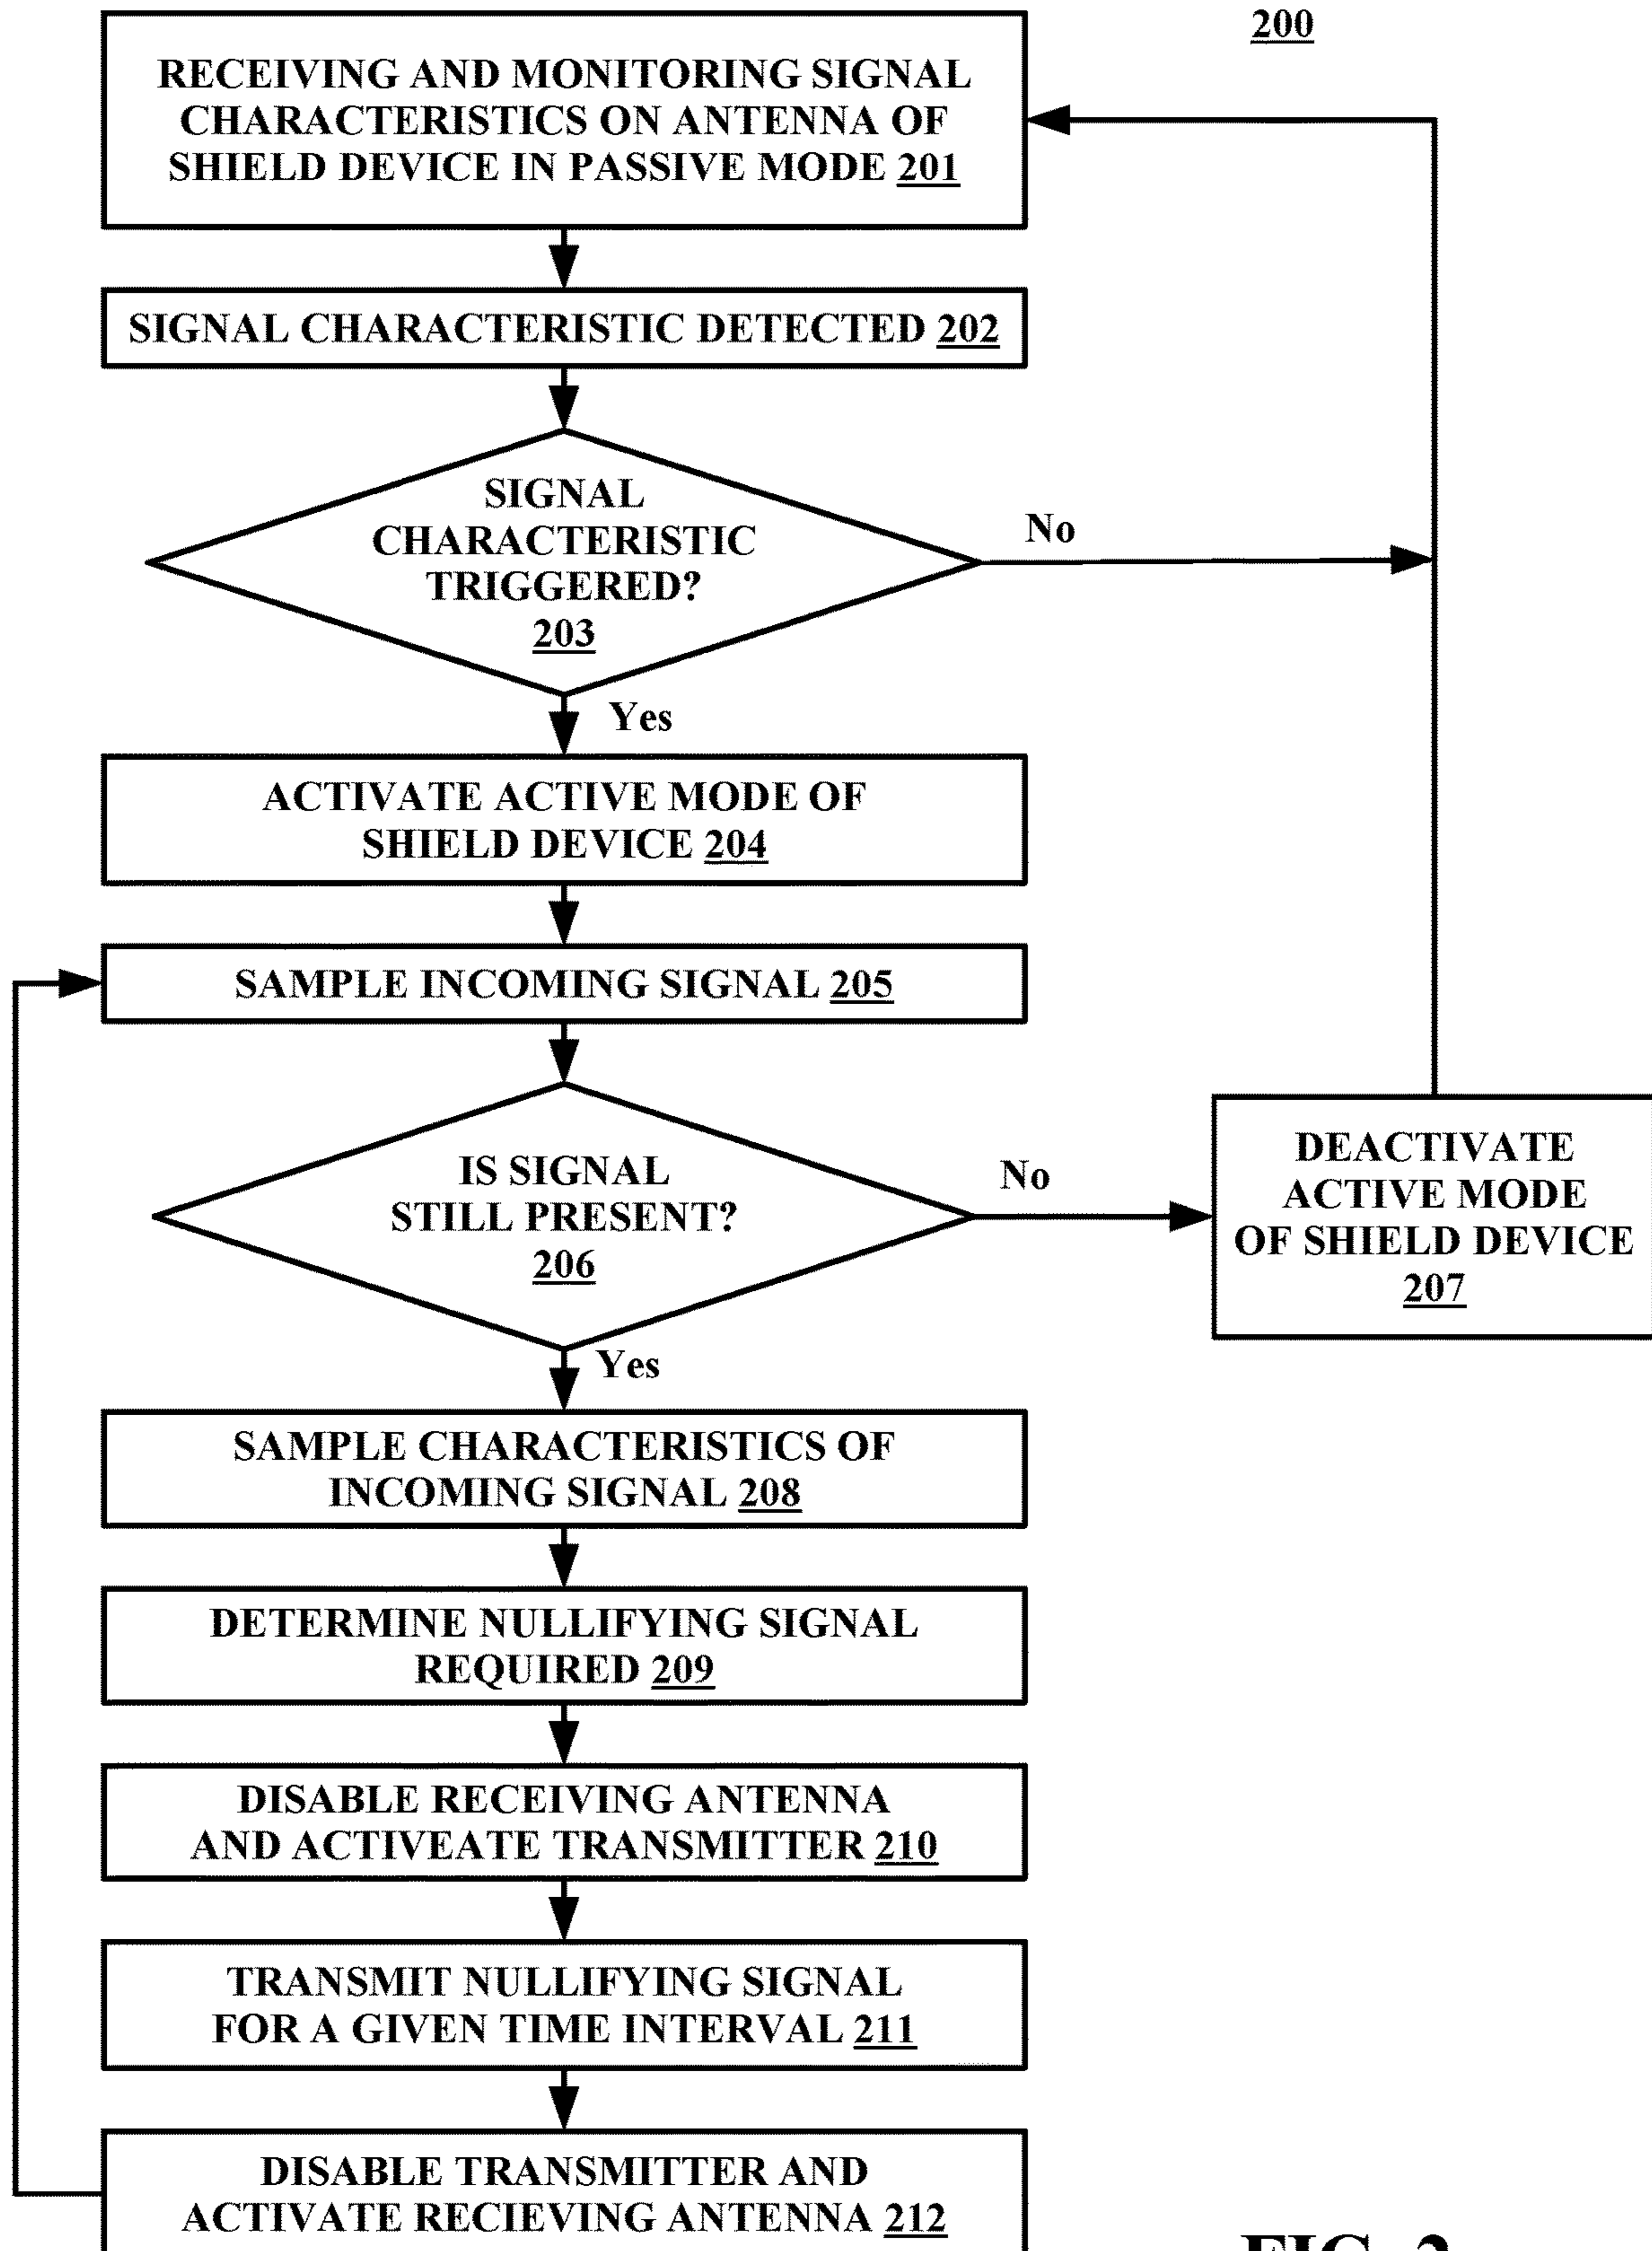 200
RECEIVING AND MONITORING SIGNAL
CHARACTERISTICS ON ANTENNA OF
SHIELD DEVICE IN PASSIVE MODE 201
SIGNAL CHARACTERISTIC DETECTED 202
SIGNAL
CHARACTERISTIC
TRIGGERED?
203
No
Yes
ACTIVATE ACTIVE MODE OF
SHIELD DEVICE 204
SAMPLE INCOMING SIGNAL 205
IS SIGNAL
STILL PRESENT?
206
No
DEACTIVATE
ACTIVE MODE
OF SHIELD DEVICE
207
Yes
SAMPLE CHARACTERISTICS OF
INCOMING SIGNAL 208
DETERMINE NULLIFYING SIGNAL
REQUIRED 209
DISABLE RECEIVING ANTENNA
AND ACTIVEATE TRANSMITTER 210
TRANSMIT NULLIFYING SIGNAL
FOR A GIVEN TIME INTERVAL 211
DISABLE TRANSMITTER AND
ACTIVATE RECIEVING ANTENNA 212
FIG. 2